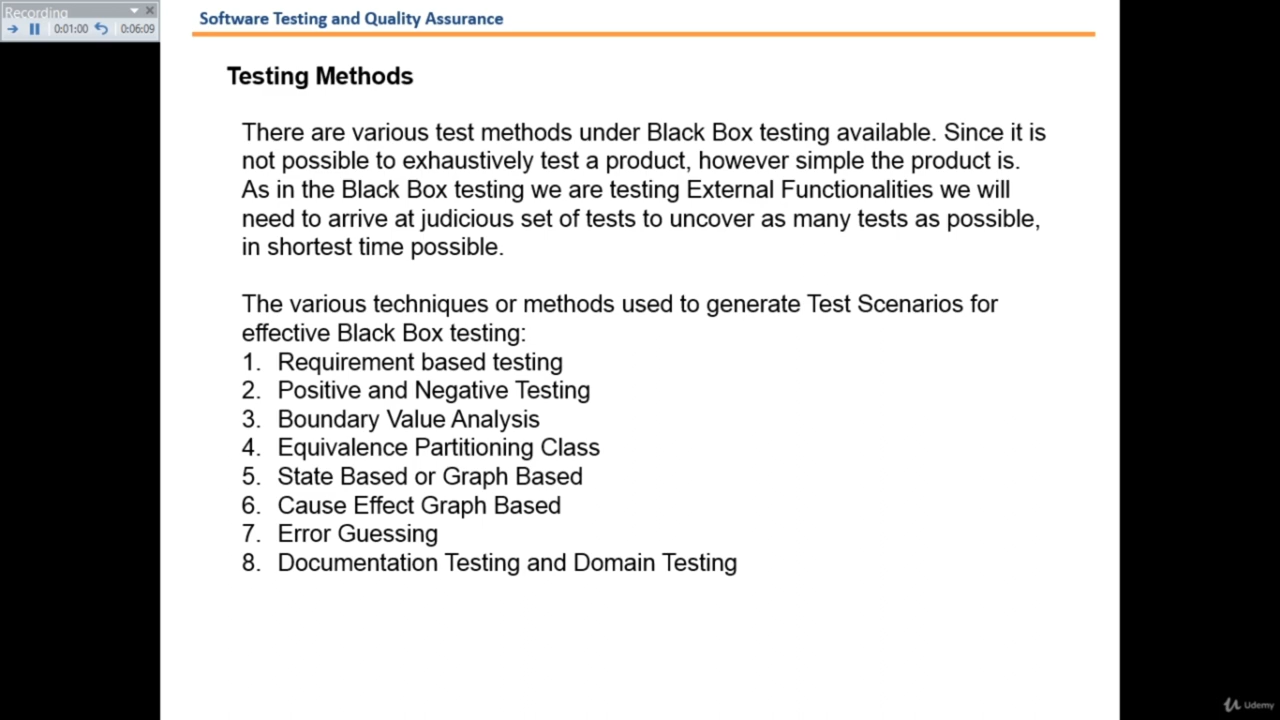 Recording
0:01:00 0:06:09
Software Testing and Quality Assurance
Testing Methods
There are various test methods under Black Box testing available. Since it is
not possible to exhaustively test a product, however simple the product is.
As in the Black Box testing we are testing External Functionalities we will
need to arrive at judicious set of tests to uncover as many tests as possible,
in shortest time possible.
The various techniques or methods used to generate Test Scenarios for
effective Black Box testing:
1. Requirement based testing
2. Positive and Negative Testing
3. Boundary Value Analysis
4. Equivalence Partitioning Class
5. State Based or Graph Based
6. Cause Effect Graph Based
7. Error Guessing
8. Documentation Testing and Domain Testing
Udemy